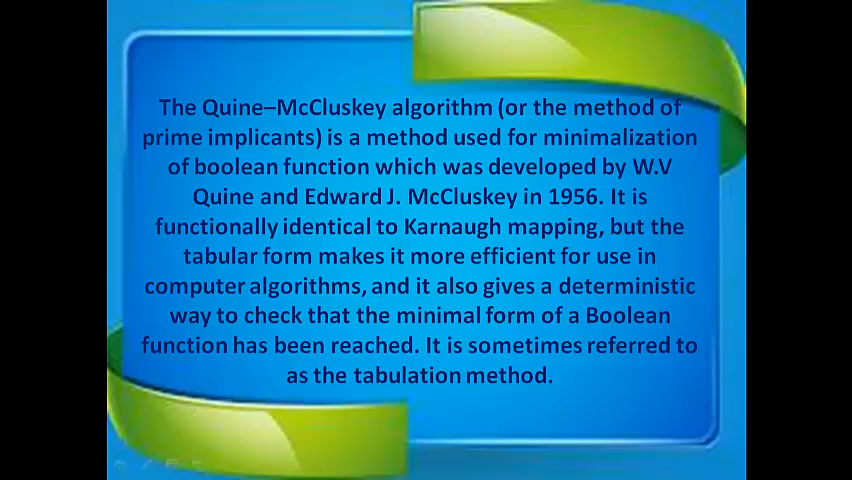 The Quine–McCluskey algorithm (or the method of
prime implicants) is a method used for minimalization
of boolean function which was developed by W.V
Quine and Edward J. McCluskey in 1956. It is
functionally identical to Karnaugh mapping, but the
tabular form makes it more efficient for use in
computer algorithms, and it also gives a deterministic
way to check that the minimal form of a Boolean
function has been reached. It is sometimes referred to
as the tabulation method.